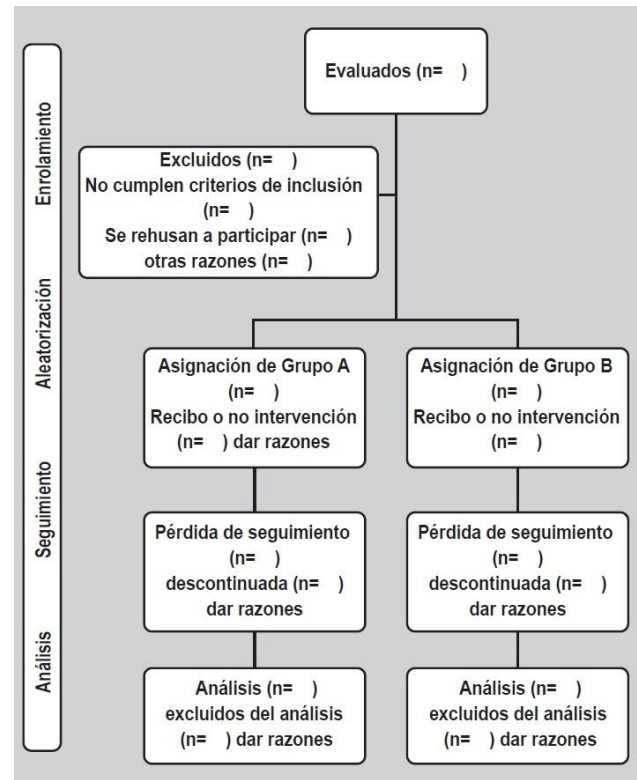 Enrolamiento
Aleatorización
Seguimiento
Análisis
Evaluados (n= )
Excluidos (n= )
No cumplen criterios de inclusión
(n= )
Se rehusan a participar (n= )
otras razones (n= )
Asignación de Grupo A
(n= )
Recibo o no intervención
(n= ) dar razones
Asignación de Grupo B
(n= )
Recibo o no intervención
(n= )
Pérdida de seguimiento
(n= )
descontinuada (n= )
dar razones
Pérdida de seguimiento
(n= )
descontinuada (n= )
dar razones
Análisis (n= )
excluidos del análisis
(n= ) dar razones
Análisis (n= )
excluidos del análisis
(n= ) dar razones